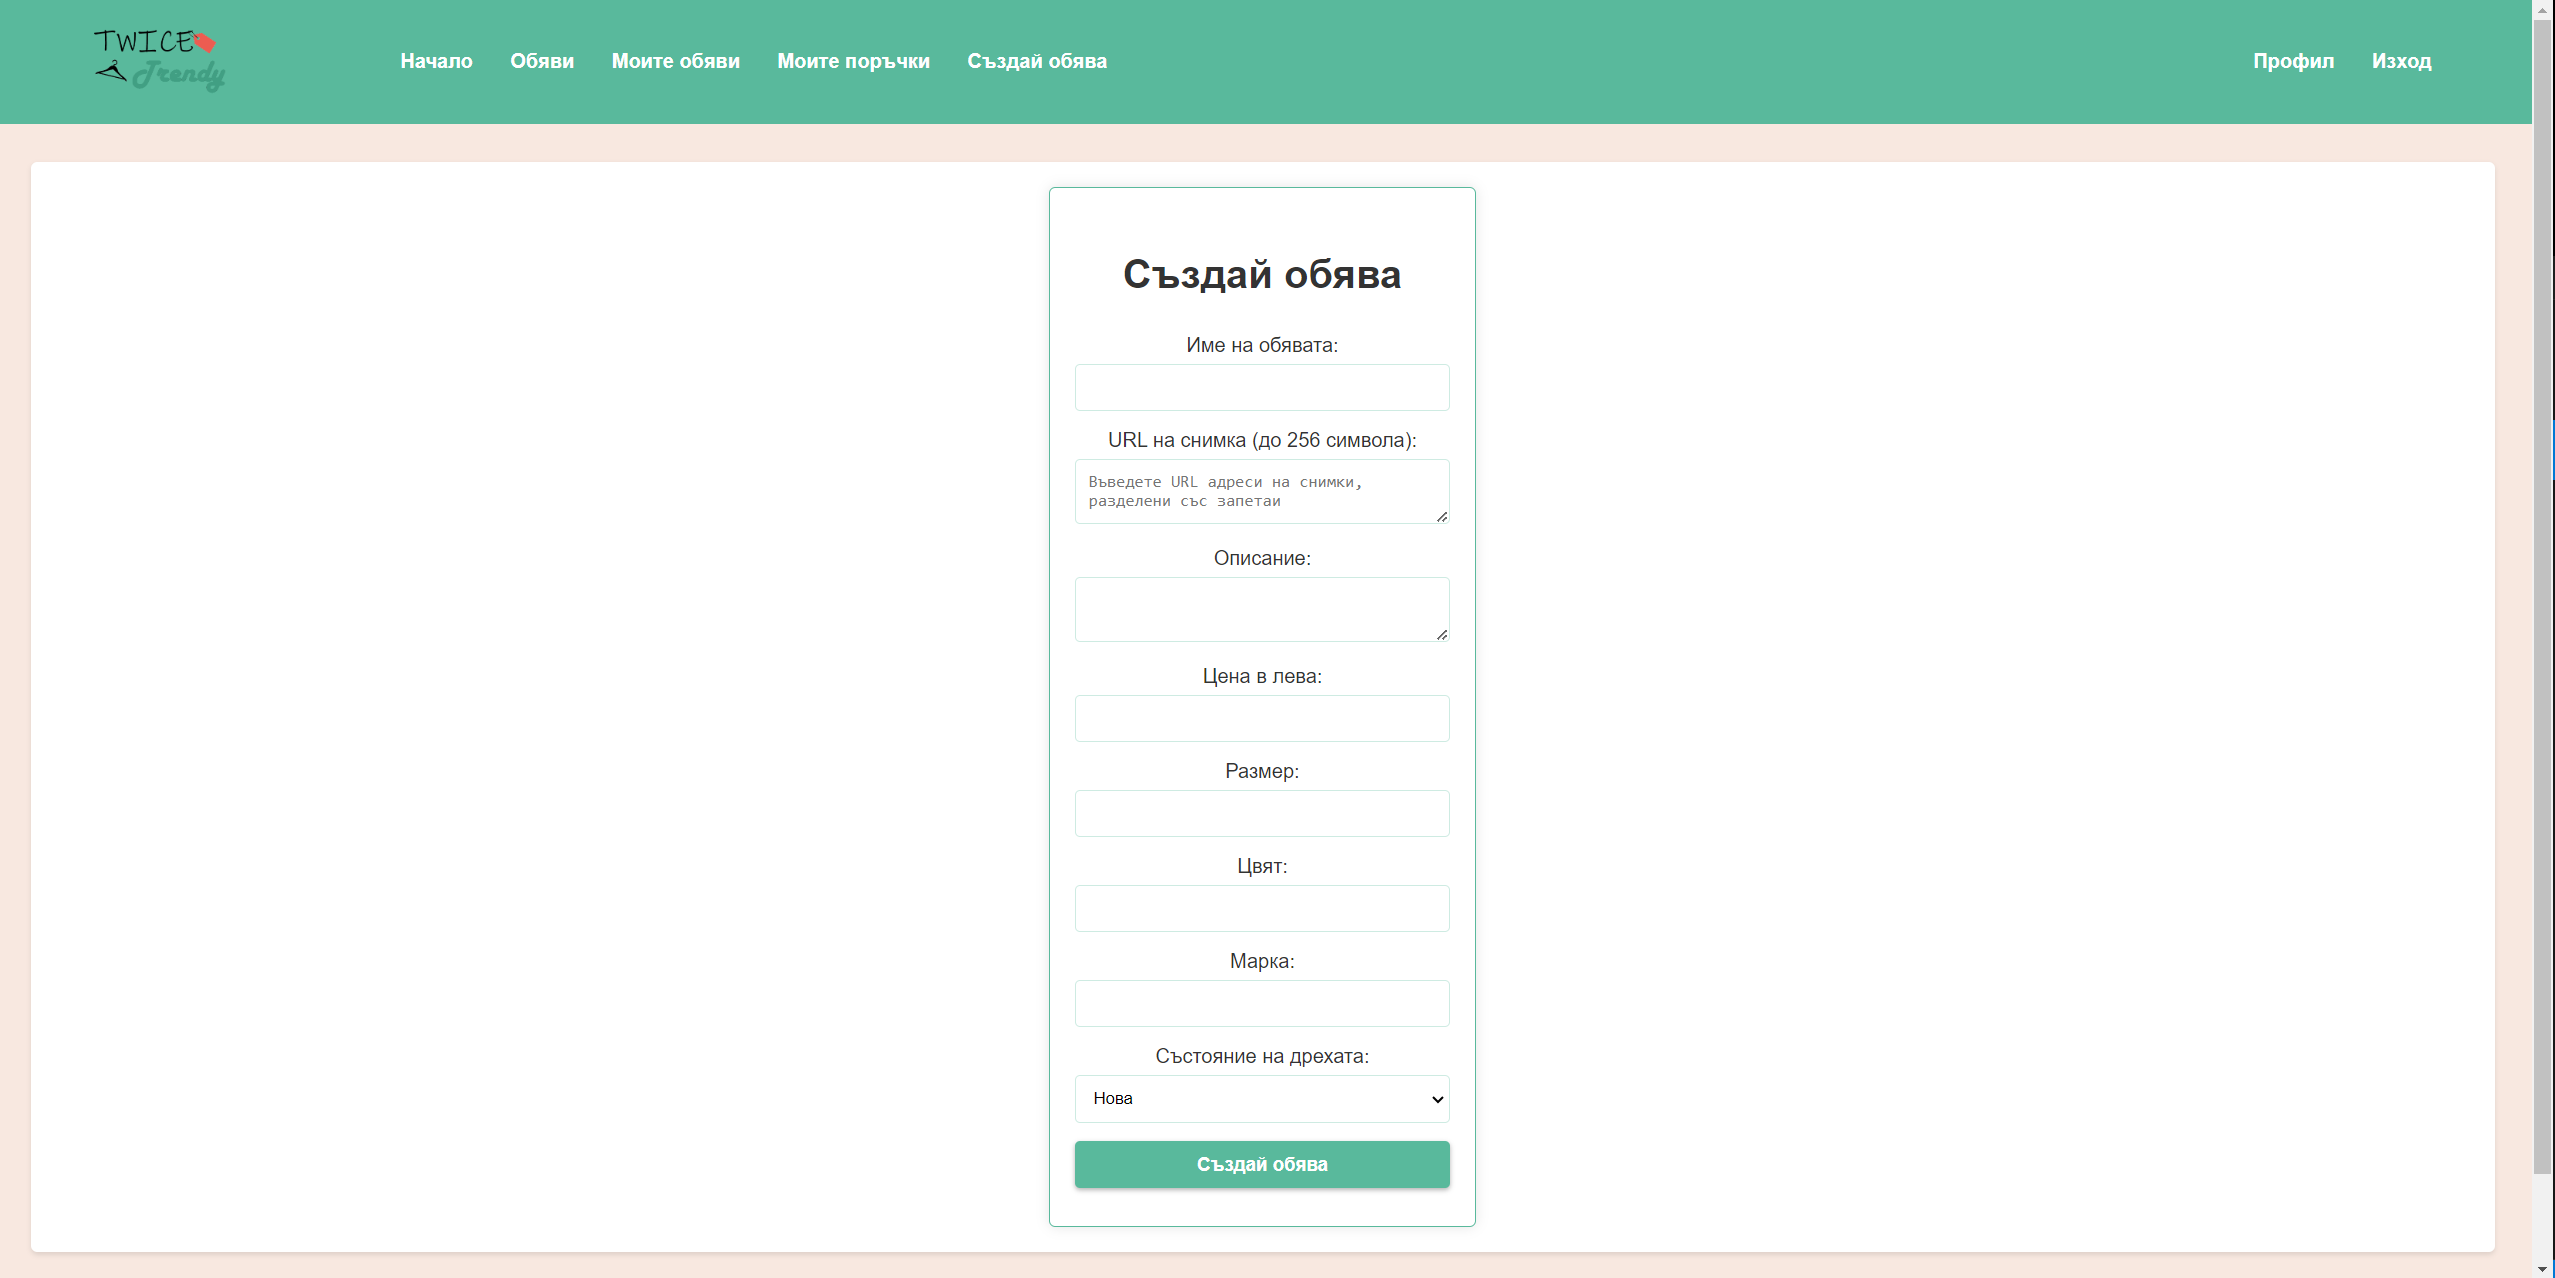 TWICE
Trendy
Начало
Обяви
Моите обяви
Моите поръчки
Създай обява
Профил
Изход
Създай обява
Име на обявата:
URL на снимка (до 256 символа):
Въведете URL адреси на снимки,
разделени със запетаи
Описание:
Цена в лева:
Размер:
Цвят:
Марка:
Състояние на дрехата:
Нова
Създай обява